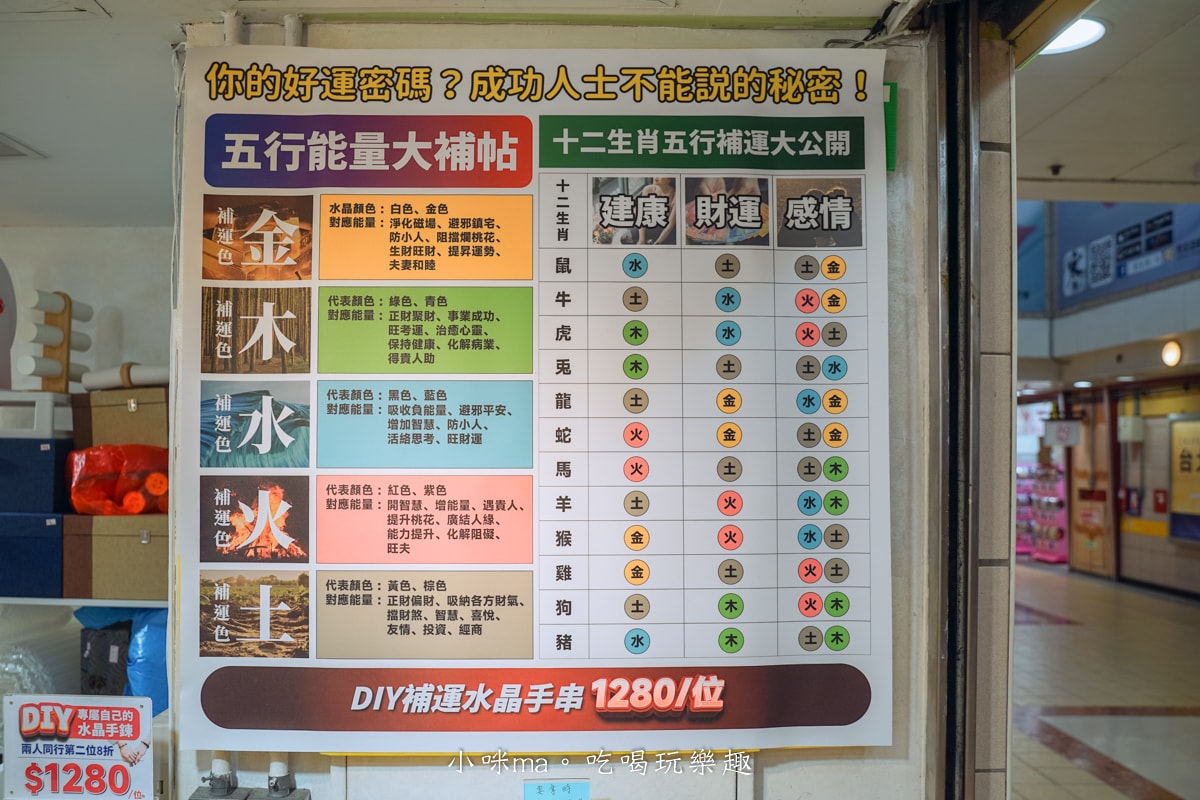 你的好運密碼？成功人士不能説的秘密！
五行能量大補帖
補運色 金
水晶顏色：白色、金色
對應能量：淨化磁場、避邪鎮宅、
防小人、阻擋爛桃花、
生財旺財、提昇運勢、
夫妻和睦
補運色 木
代表顏色：綠色、青色
對應能量：正財聚財、事業成功、
旺考運、治癒心靈、
保持健康、化解病業、
得貴人助
補運色 水
代表顏色：黑色、藍色
對應能量：吸收負能量、避邪平安、
增加智慧、防小人、
活絡思考、旺財運
補運色 火
代表顏色：紅色、紫色
對應能量：開智慧、增能量、遇貴人、
提升桃花、廣結人緣、
能力提升、化解阻礙、
旺夫
補運色 土
代表顏色：黃色、棕色
對應能量：正財偏財、吸納各方財氣、
擋財煞、智慧、喜悅、
友情、投資、經商
十二生肖五行補運大公開
十二生肖 建康 財運 感情
鼠 水 土 土金
牛 土 水 火金
虎 木 水 火土
兎 木 土 土水
龍 土 金 水金
蛇 火 金 土金
馬 火 土 土木
羊 土 火 水木
猴 金 火 水土
雞 金 土 火土
狗 土 木 火木
豬 水 木 土木
DIY補運水晶手串 1280/位
DIY 專屬自己的
水晶手鍊
兩人同行第二位8折
$1280/位
小咪ma。吃喝玩樂趣